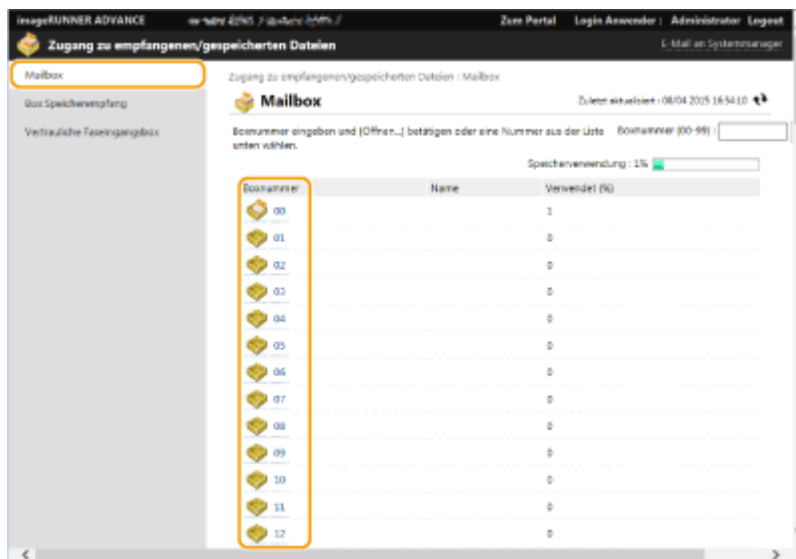 imageRUNNER ADVANCE Zum Portal Login Anwender : Administrator Logout
Zugang zu empfangenen/gespeicherten Dateien E-Mail an Systemmanager
Mailbox
Box Speicherempfang
Vertrauliche Faxeingangsbox
Zugang zu empfangenen/gespeicherten Dateien : Mailbox
Mailbox Zuletzt aktualisiert : 08/04 2015 16:54:10
Boxnummer eingeben und [Öffnen...] betätigen oder eine Nummer aus der Liste Boxnummer (00-99) :
unten wählen.
Speicherverwendung : 1%
Boxnummer Name Verwendet (%)
00 1
01 0
02 0
03 0
04 0
05 0
06 0
07 0
08 0
09 0
10 0
11 0
12 0